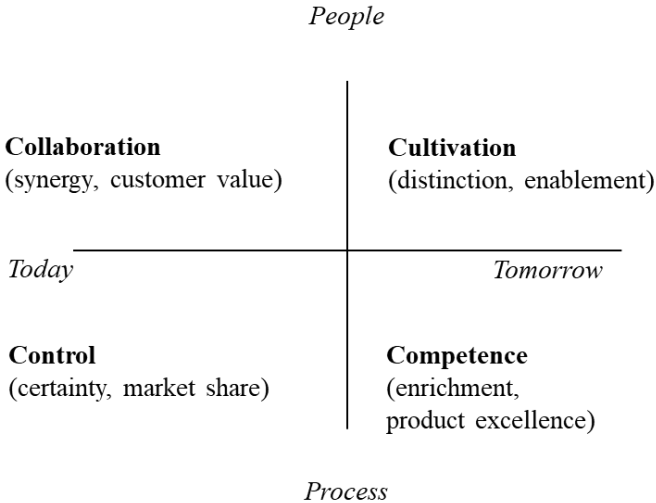 People
Collaboration
(synergy, customer value)
Cultivation
(distinction, enablement)
Today
Tomorrow
Control
(certainty, market share)
Competence
(enrichment,
product excellence)
Process